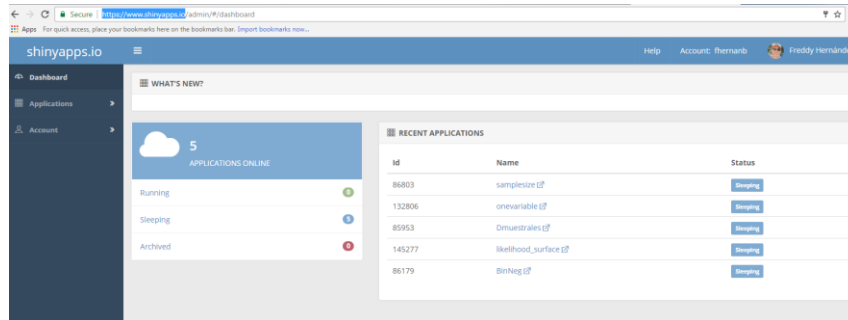 Secure | https://www.shinyapps.io/admin/#/dashboard
Apps For quick access, place your bookmarks here on the bookmarks bar. Import bookmarks now...
shinyapps.io Help Account: fhernanb Freddy Hernánde
Dashboard
Applications
Account
WHAT'S NEW?
5
APPLICATIONS ONLINE
Running 0
Sleeping 5
Archived 0
RECENT APPLICATIONS
Id Name Status
86803 samplesize Sleeping
132806 onevariable Sleeping
85953 Dmuestrales Sleeping
145277 likelihood_surface Sleeping
86179 BinNeg Sleeping